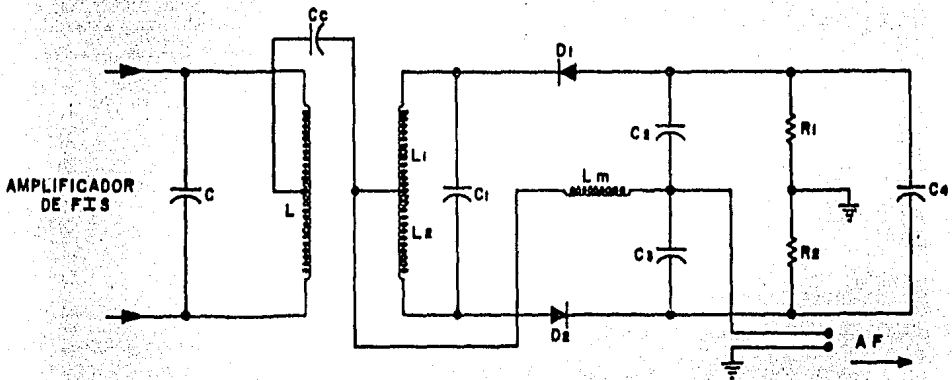 Cc
D1
L1
C2
R1
AMPLIFICADOR
DE FIS
C
L
C1
Lm
C4
L2
C3
R2
D2
AF